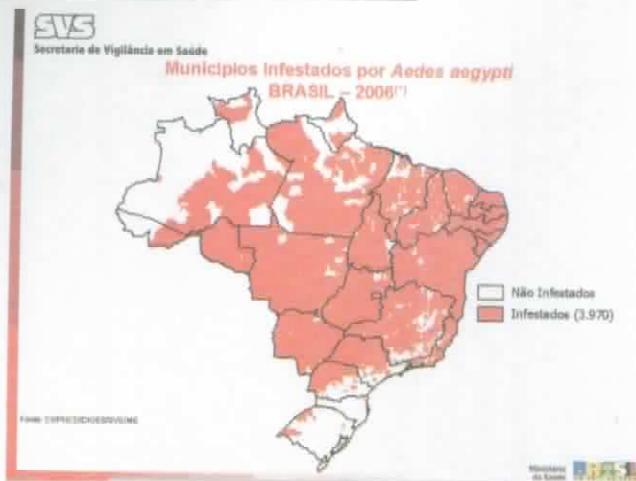 SVS
Secretaria de Vigilância em Saúde
Municípios Infestados por Aedes aegypti
BRASIL – 2006(*)
Não Infestados
Infestados (3.970)
Ministério
da Saúde